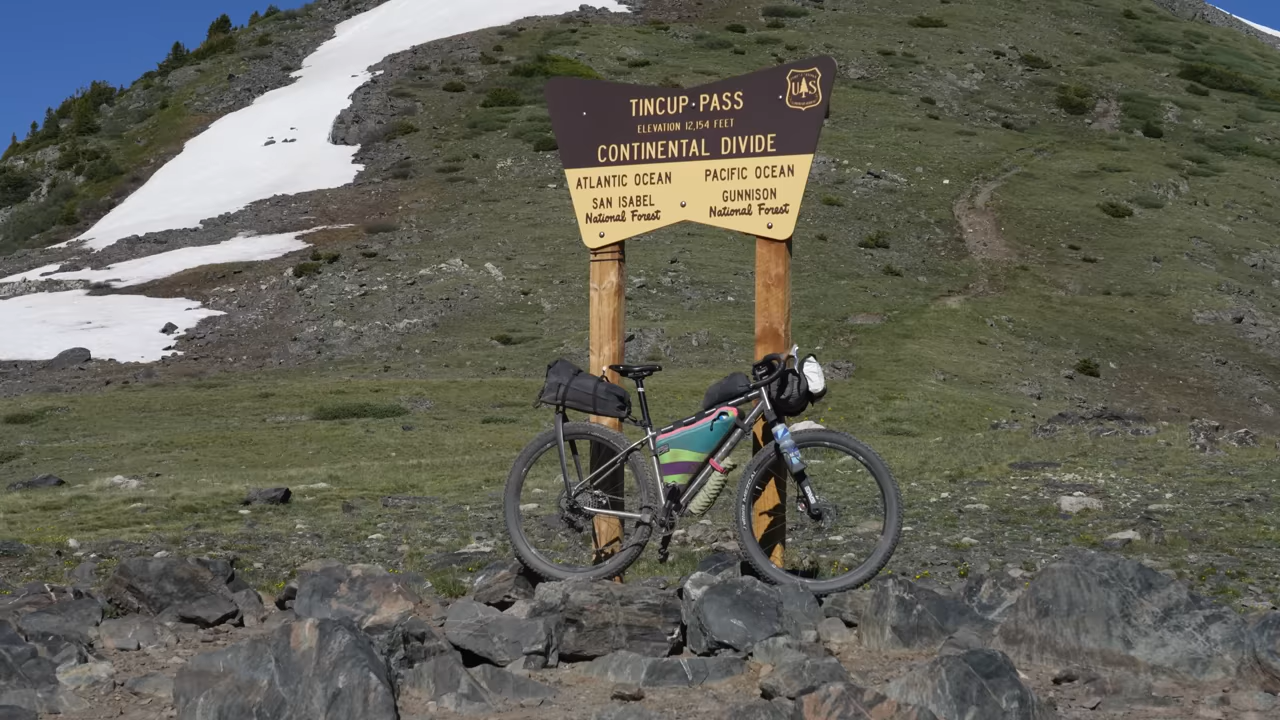 TINCUP PASS
ELEVATION 12,154 FEET
CONTINENTAL DIVIDE
ATLANTIC OCEAN
SAN ISABEL
National Forest
PACIFIC OCEAN
GUNNISON
National Forest
U S